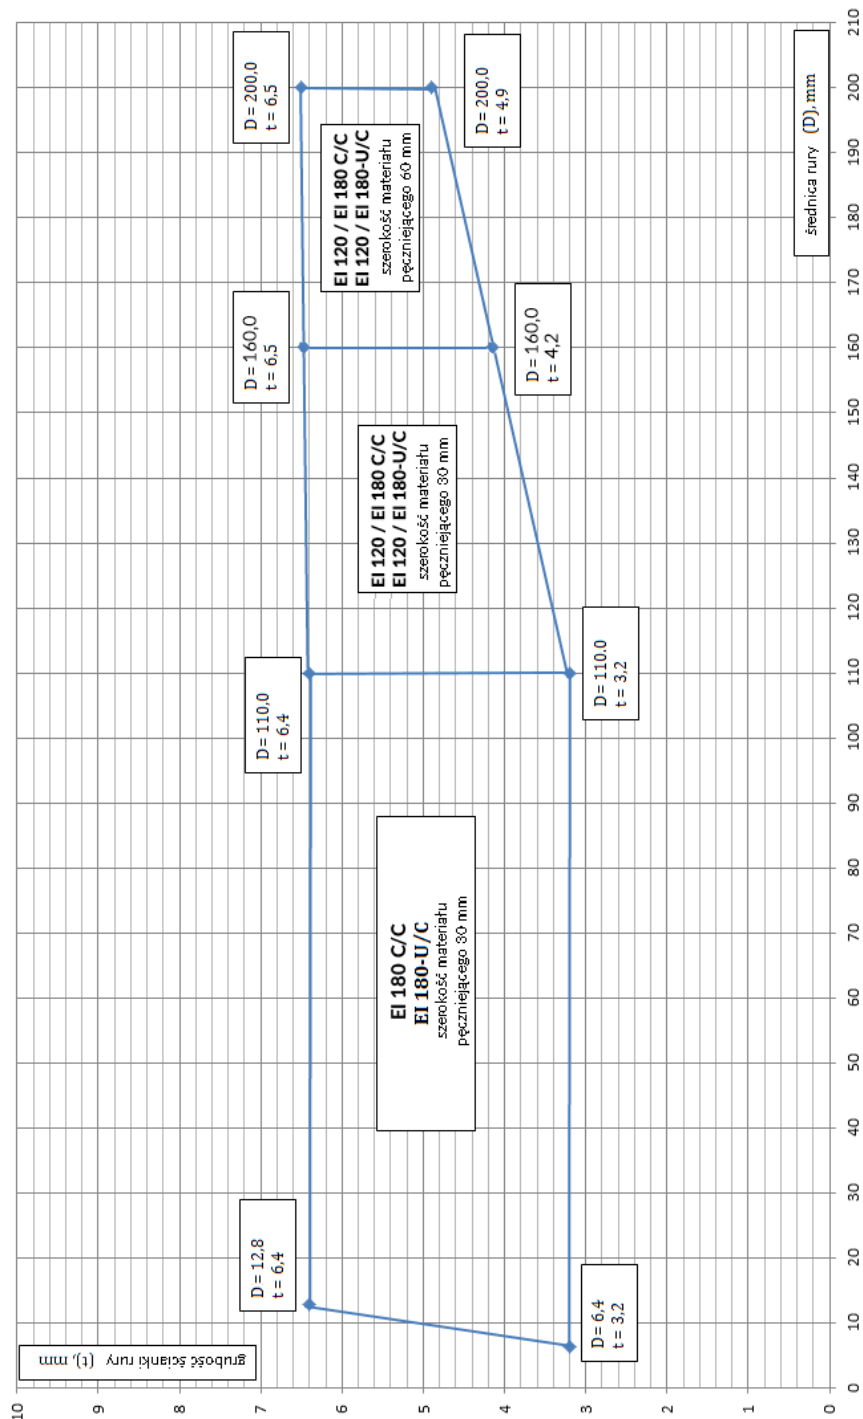 grubość ścianki rury (t), mm
10
9
8
7
6
5
4
3
2
1
0
D= 12,8
t = 6,4
D= 110,0
t = 6,4
D= 160,0
t = 6,5
D= 200,0
t = 6,5
EI 180 C/C
EI 180-U/C
szerokość materiału
pęczniejącego 30 mm
EI 120 / EI 180 C/C
EI 120 / EI 180-U/C
szerokość materiału
pęczniejącego 30 mm
EI 120 / EI 180 C/C
EI 120 / EI 180-U/C
szerokość materiału
pęczniejącego 60 mm
D= 6,4
t = 3,2
D= 110.0
t = 3,2
D= 160,0
t = 4,2
D= 200,0
t = 4,9
średnica rury (D), mm
0
10
20
30
40
50
60
70
80
90
100
110
120
130
140
150
160
170
180
190
200
210